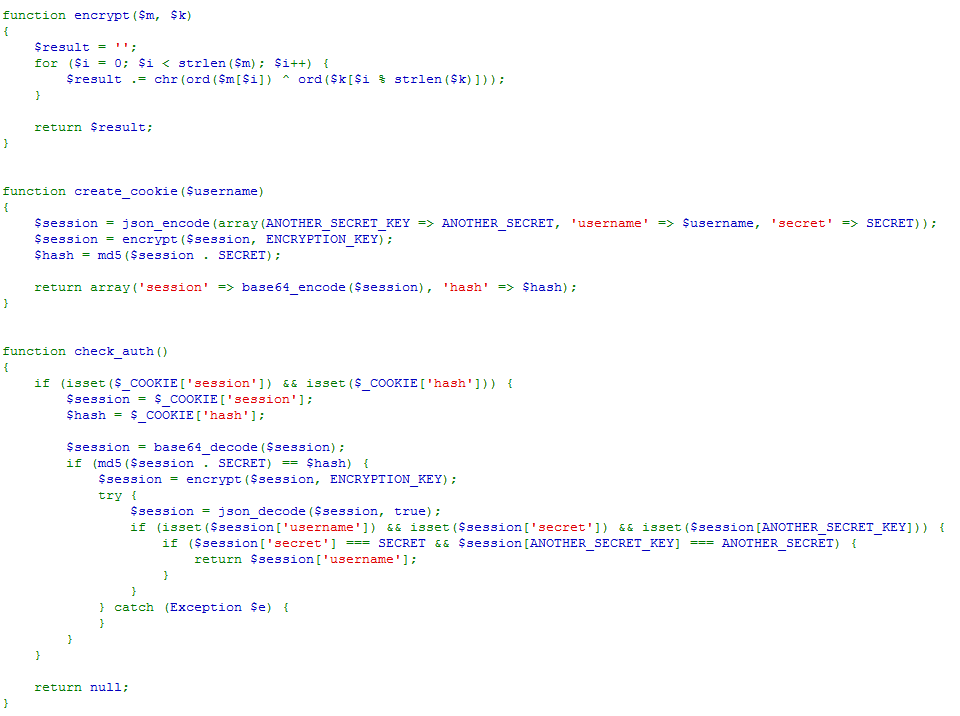 function encrypt($m, $k)
{
    $result = '';
    for ($i = 0; $i < strlen($m); $i++) {
        $result .= chr(ord($m[$i]) ^ ord($k[$i % strlen($k)]));
    }

    return $result;
}


function create_cookie($username)
{
    $session = json_encode(array(ANOTHER_SECRET_KEY => ANOTHER_SECRET, 'username' => $username, 'secret' => SECRET));
    $session = encrypt($session, ENCRYPTION_KEY);
    $hash = md5($session . SECRET);

    return array('session' => base64_encode($session), 'hash' => $hash);
}


function check_auth()
{
    if (isset($_COOKIE['session']) && isset($_COOKIE['hash'])) {
        $session = $_COOKIE['session'];
        $hash = $_COOKIE['hash'];

        $session = base64_decode($session);
        if (md5($session . SECRET) == $hash) {
            $session = encrypt($session, ENCRYPTION_KEY);
            try {
                $session = json_decode($session, true);
                if (isset($session['username']) && isset($session['secret']) && isset($session[ANOTHER_SECRET_KEY])) {
                    if ($session['secret'] === SECRET && $session[ANOTHER_SECRET_KEY] === ANOTHER_SECRET) {
                        return $session['username'];
                    }
                }
            } catch (Exception $e) {
            }
        }
    }

    return null;
}